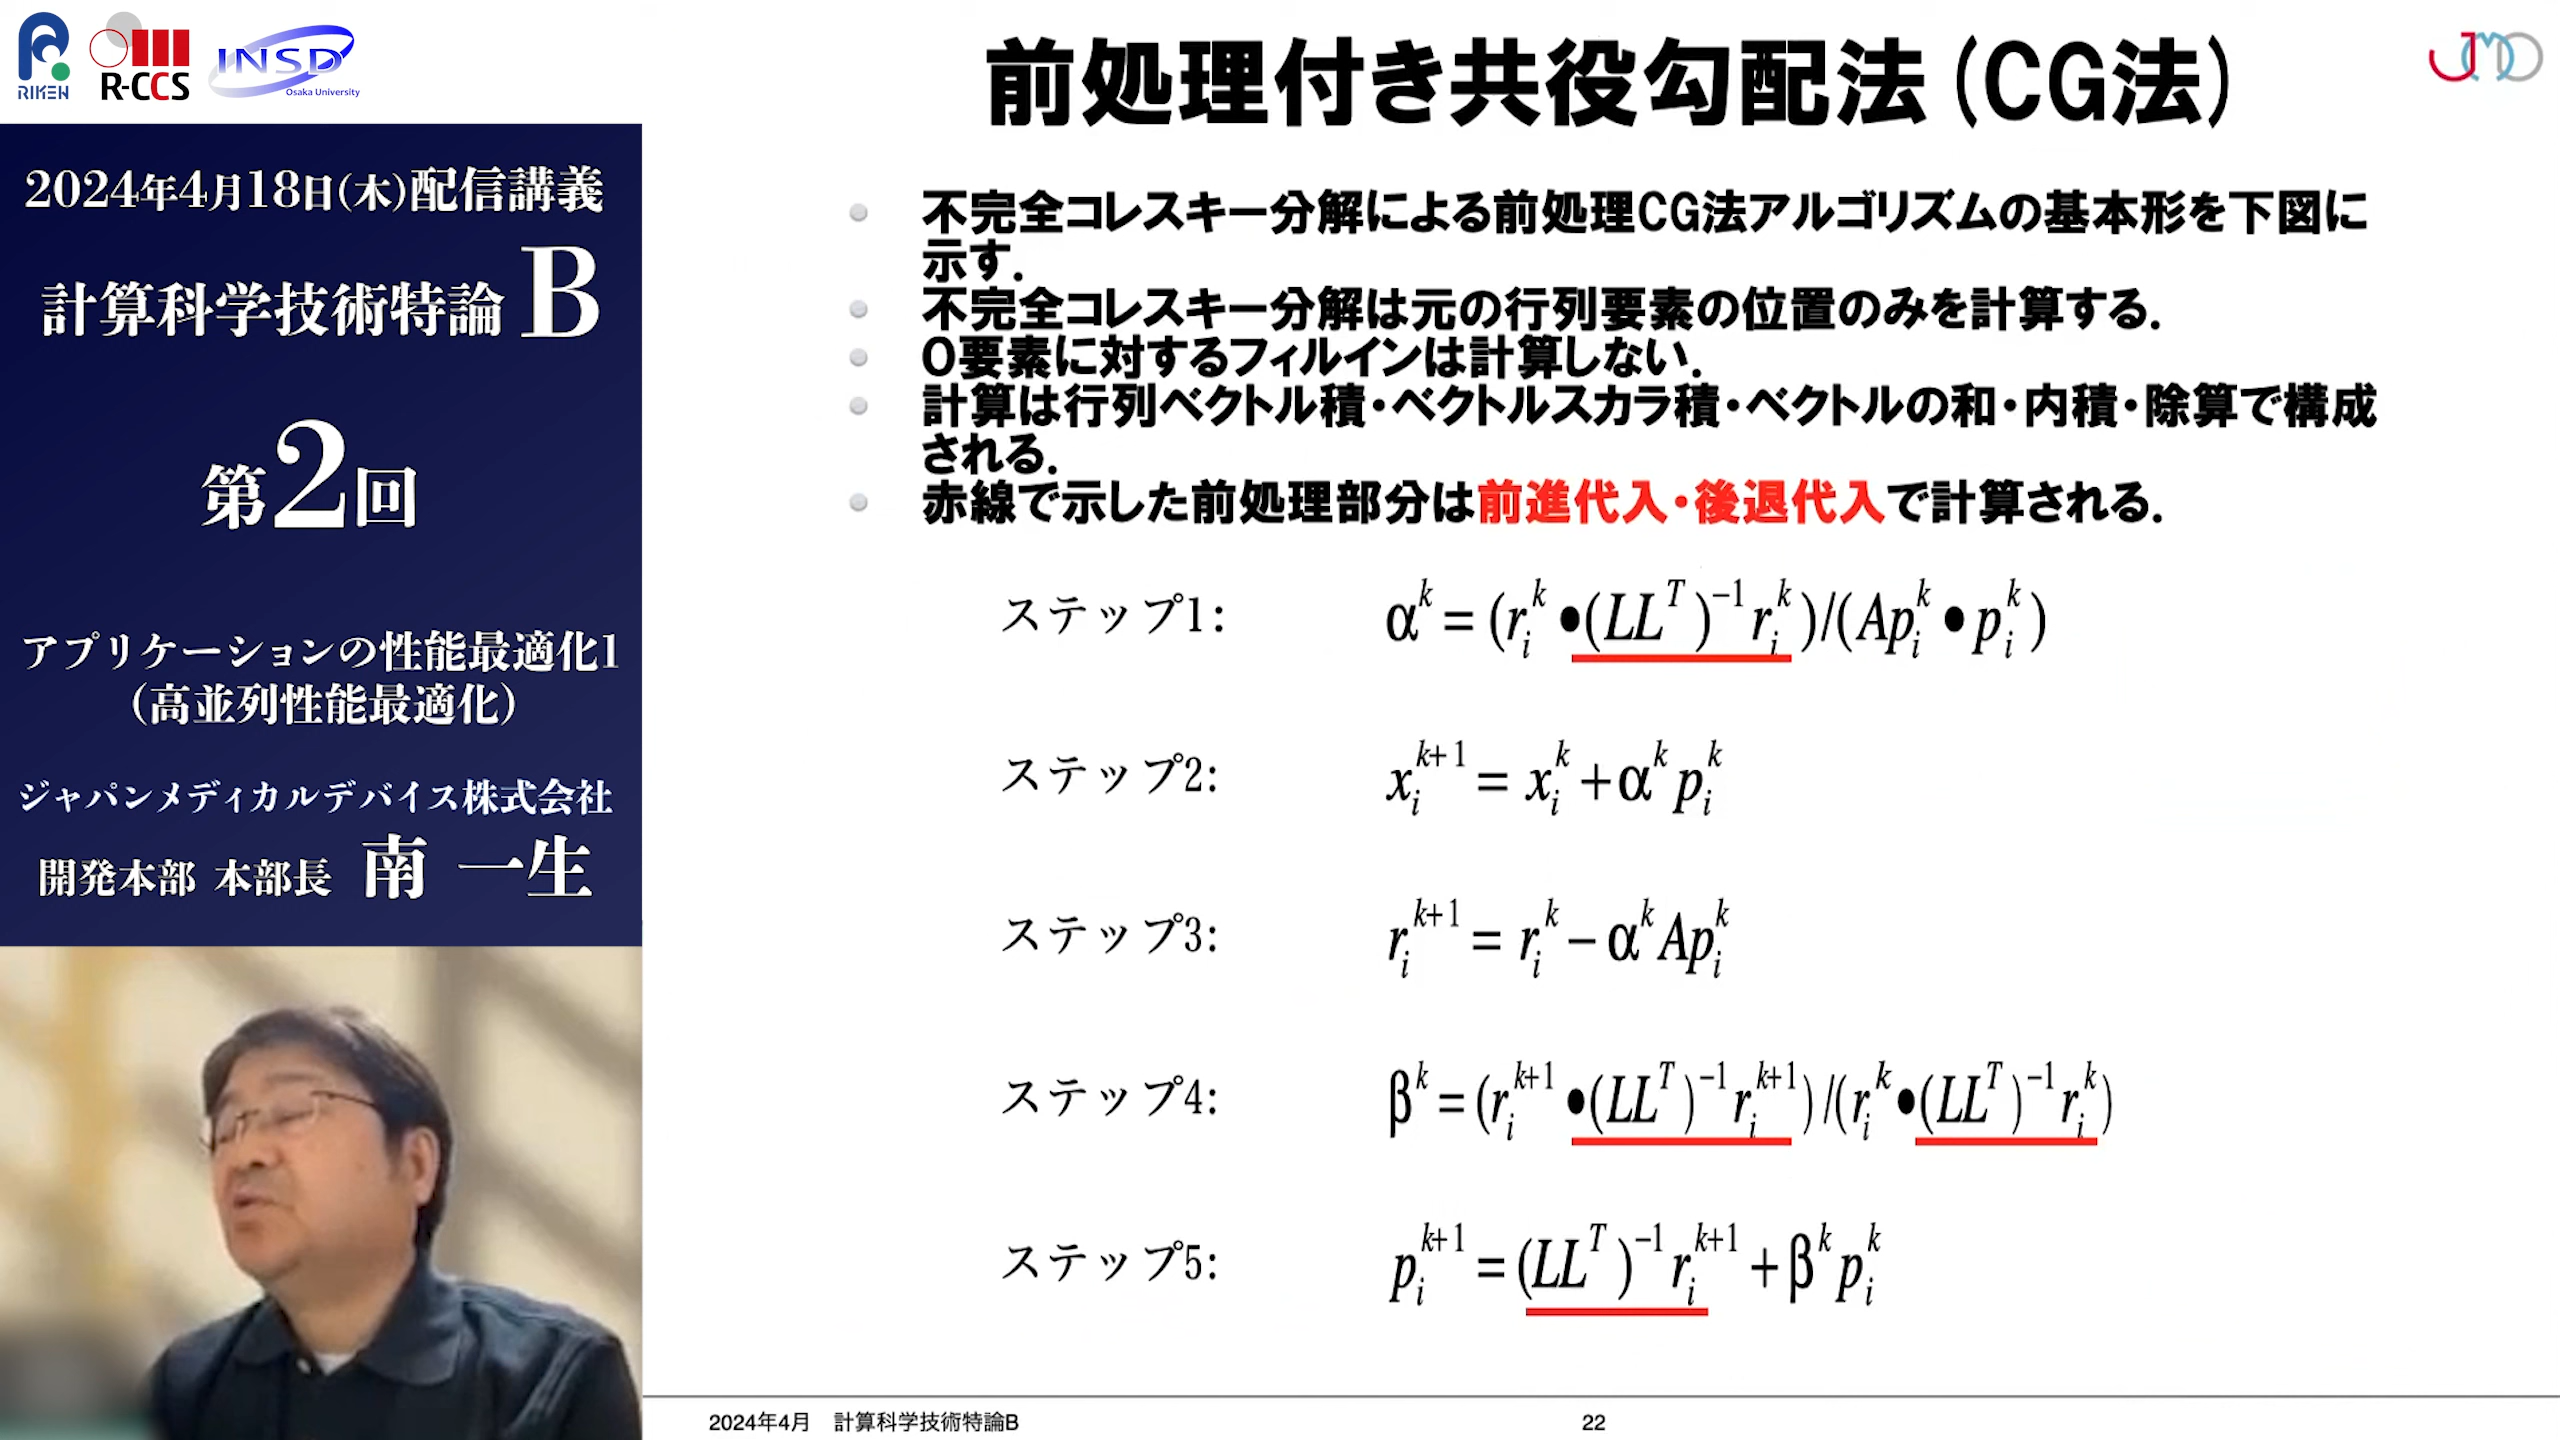 RIKEN
R-CCS
INSD
Osaka University
2024年4月18日(木)配信講義
計算科学技術特論 B
第2回
アプリケーションの性能最適化1
(高並列性能最適化)
ジャパンメディカルデバイス株式会社
開発本部 本部長 南 一生
前処理付き共役勾配法(CG法)
JMD
不完全コレスキー分解による前処理CG法アルゴリズムの基本形を下図に
示す.
不完全コレスキー分解は元の行列要素の位置のみを計算する.
0要素に対するフィルインは計算しない.
計算は行列ベクトル積・ベクトルスカラ積・ベクトルの和・内積・除算で構成
される.
赤線で示した前処理部分は前進代入・後退代入で計算される.
ステップ1: α^k = (r_i^k •(LL^T)^{-1} r_i^k)/(Ap_i^k • p_i^k)
ステップ2: x_i^{k+1} = x_i^k + α^k p_i^k
ステップ3: r_i^{k+1} = r_i^k − α^k Ap_i^k
ステップ4: β^k = (r_i^{k+1} •(LL^T)^{-1} r_i^{k+1})/(r_i^k •(LL^T)^{-1} r_i^k)
ステップ5: p_i^{k+1} = (LL^T)^{-1} r_i^{k+1} + β^k p_i^k
2024年4月 計算科学技術特論B
22